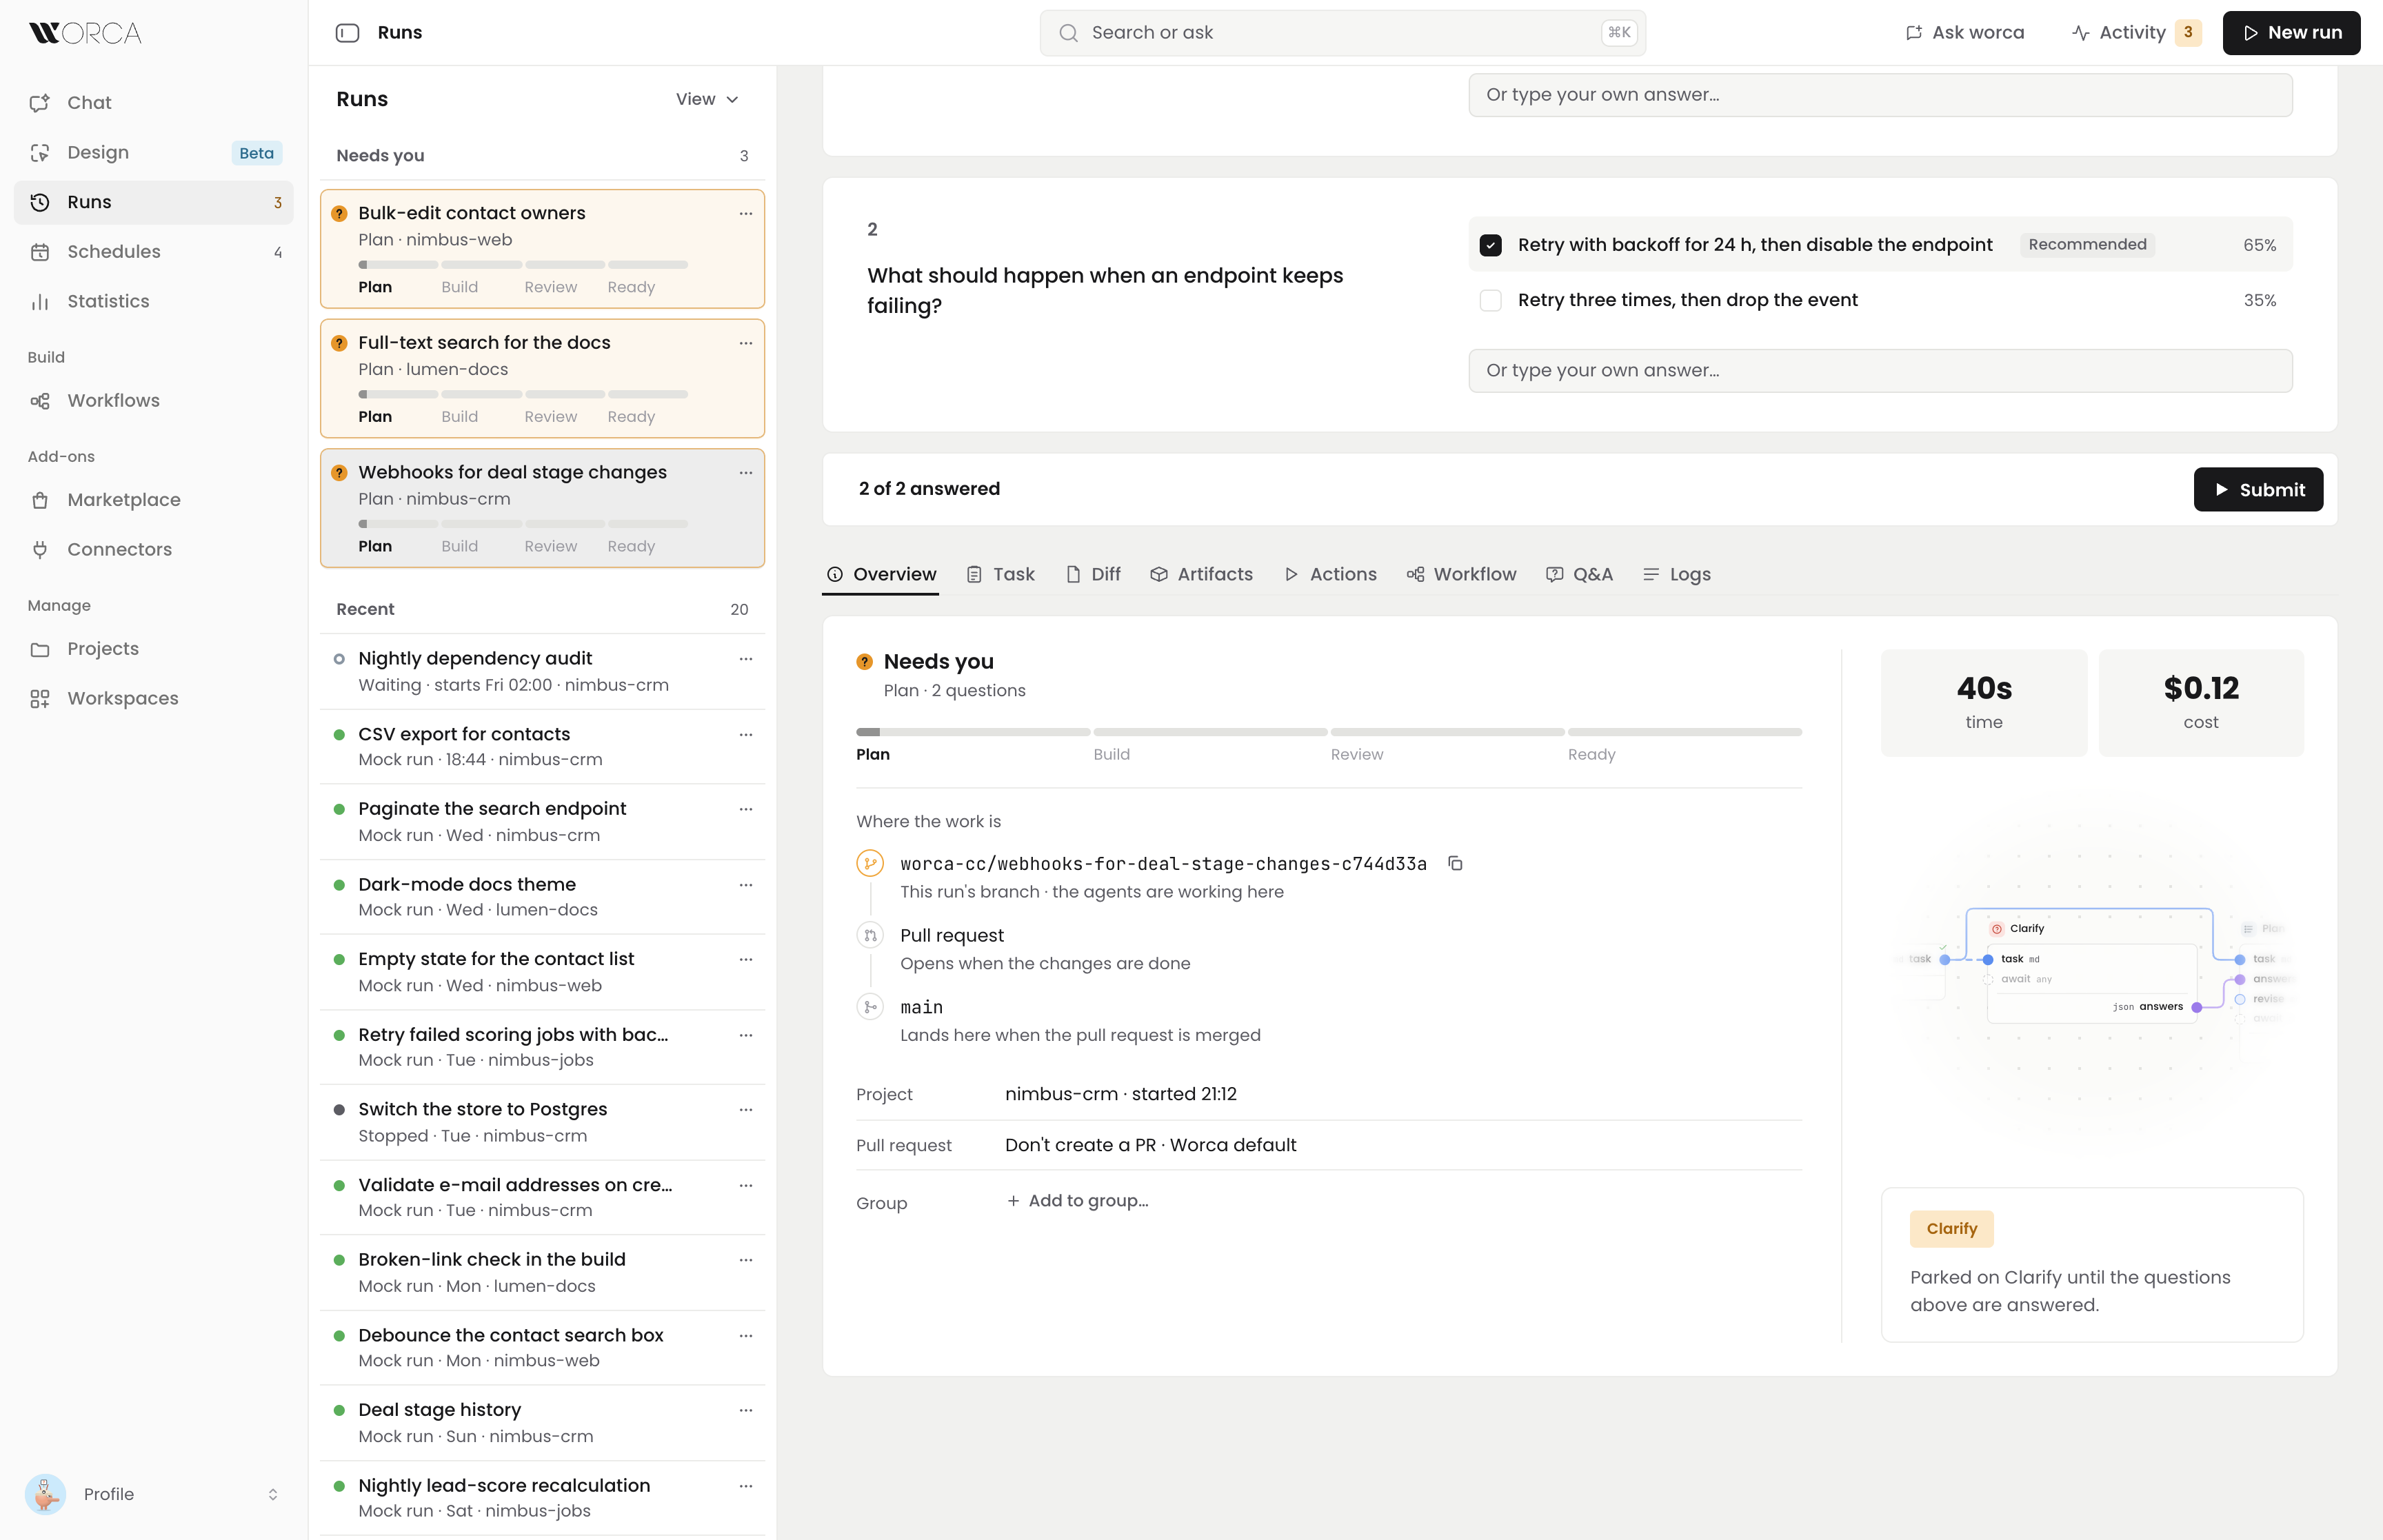 WORCA
Chat
Design
Beta
Runs
3
Schedules
4
Statistics
Build
Workflows
Add-ons
Marketplace
Connectors
Manage
Projects
Workspaces
Profile
Runs
Search or ask
⌘K
Ask worca
Activity
3
New run
Runs
View
Needs you
3
Bulk-edit contact owners
Plan · nimbus-web
Plan Build Review Ready
Full-text search for the docs
Plan · lumen-docs
Plan Build Review Ready
Webhooks for deal stage changes
Plan · nimbus-crm
Plan Build Review Ready
Recent
20
Nightly dependency audit
Waiting · starts Fri 02:00 · nimbus-crm
CSV export for contacts
Mock run · 18:44 · nimbus-crm
Paginate the search endpoint
Mock run · Wed · nimbus-crm
Dark-mode docs theme
Mock run · Wed · lumen-docs
Empty state for the contact list
Mock run · Wed · nimbus-web
Retry failed scoring jobs with bac...
Mock run · Tue · nimbus-jobs
Switch the store to Postgres
Stopped · Tue · nimbus-crm
Validate e-mail addresses on cre...
Mock run · Tue · nimbus-crm
Broken-link check in the build
Mock run · Mon · lumen-docs
Debounce the contact search box
Mock run · Mon · nimbus-web
Deal stage history
Mock run · Sun · nimbus-crm
Nightly lead-score recalculation
Mock run · Sat · nimbus-jobs
Or type your own answer...
2
What should happen when an endpoint keeps
failing?
Retry with backoff for 24 h, then disable the endpoint
Recommended
65%
Retry three times, then drop the event
35%
Or type your own answer...
2 of 2 answered
Submit
Overview
Task
Diff
Artifacts
Actions
Workflow
Q&A
Logs
Needs you
Plan · 2 questions
Plan Build Review Ready
Where the work is
worca-cc/webhooks-for-deal-stage-changes-c744d33a
This run's branch · the agents are working here
Pull request
Opens when the changes are done
main
Lands here when the pull request is merged
Project
nimbus-crm · started 21:12
Pull request
Don't create a PR · Worca default
Group
+ Add to group...
40s
time
$0.12
cost
Clarify
Plan
task
task md
task
await any
answers
revise
json answers
Clarify
Parked on Clarify until the questions
above are answered.